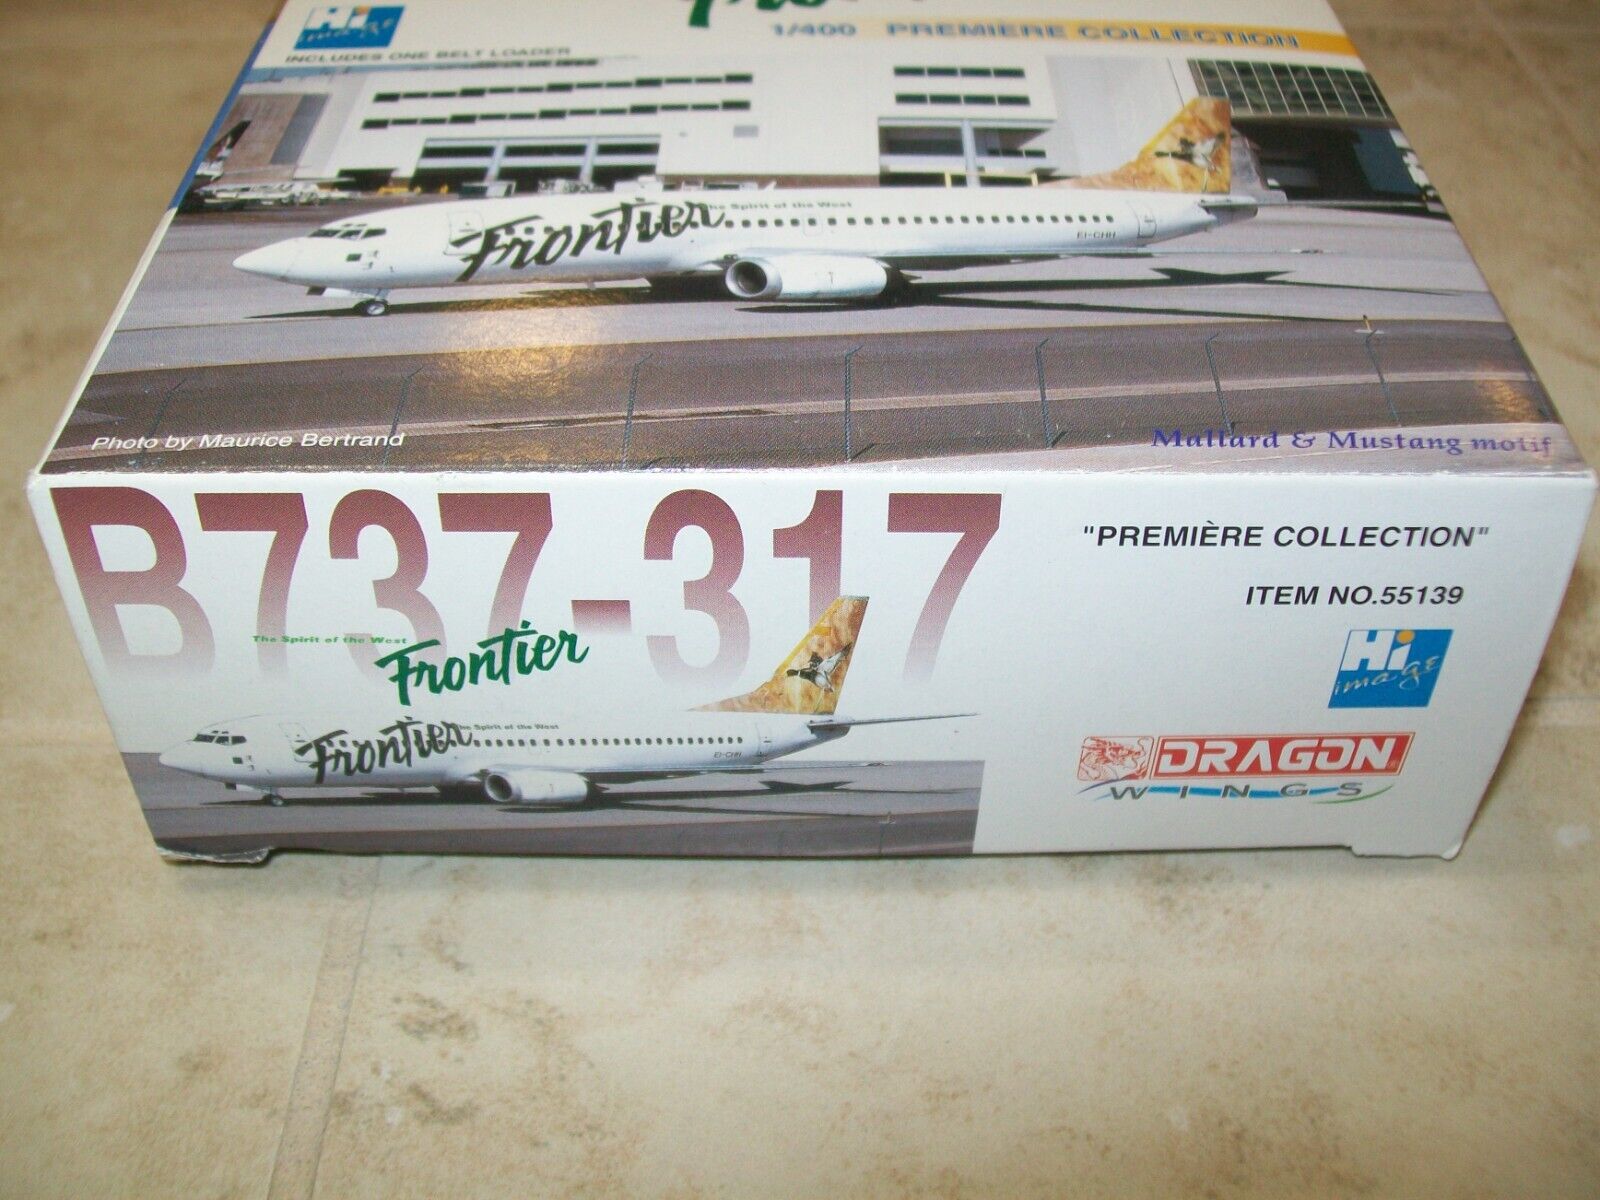 Hi
image
INCLUDES ONE BELT LOADER
1/400 PREMIERE COLLECTION
Frontier
The Spirit of the West
EI-CHH
Photo by Maurice Bertrand
Mallard & Mustang motif
B737-317
"PREMIÈRE COLLECTION"
ITEM NO.55139
The Spirit of the West
Frontier
Hi
image
Frontier
The Spirit of the West
EI-CHH
DRAGON
WINGS